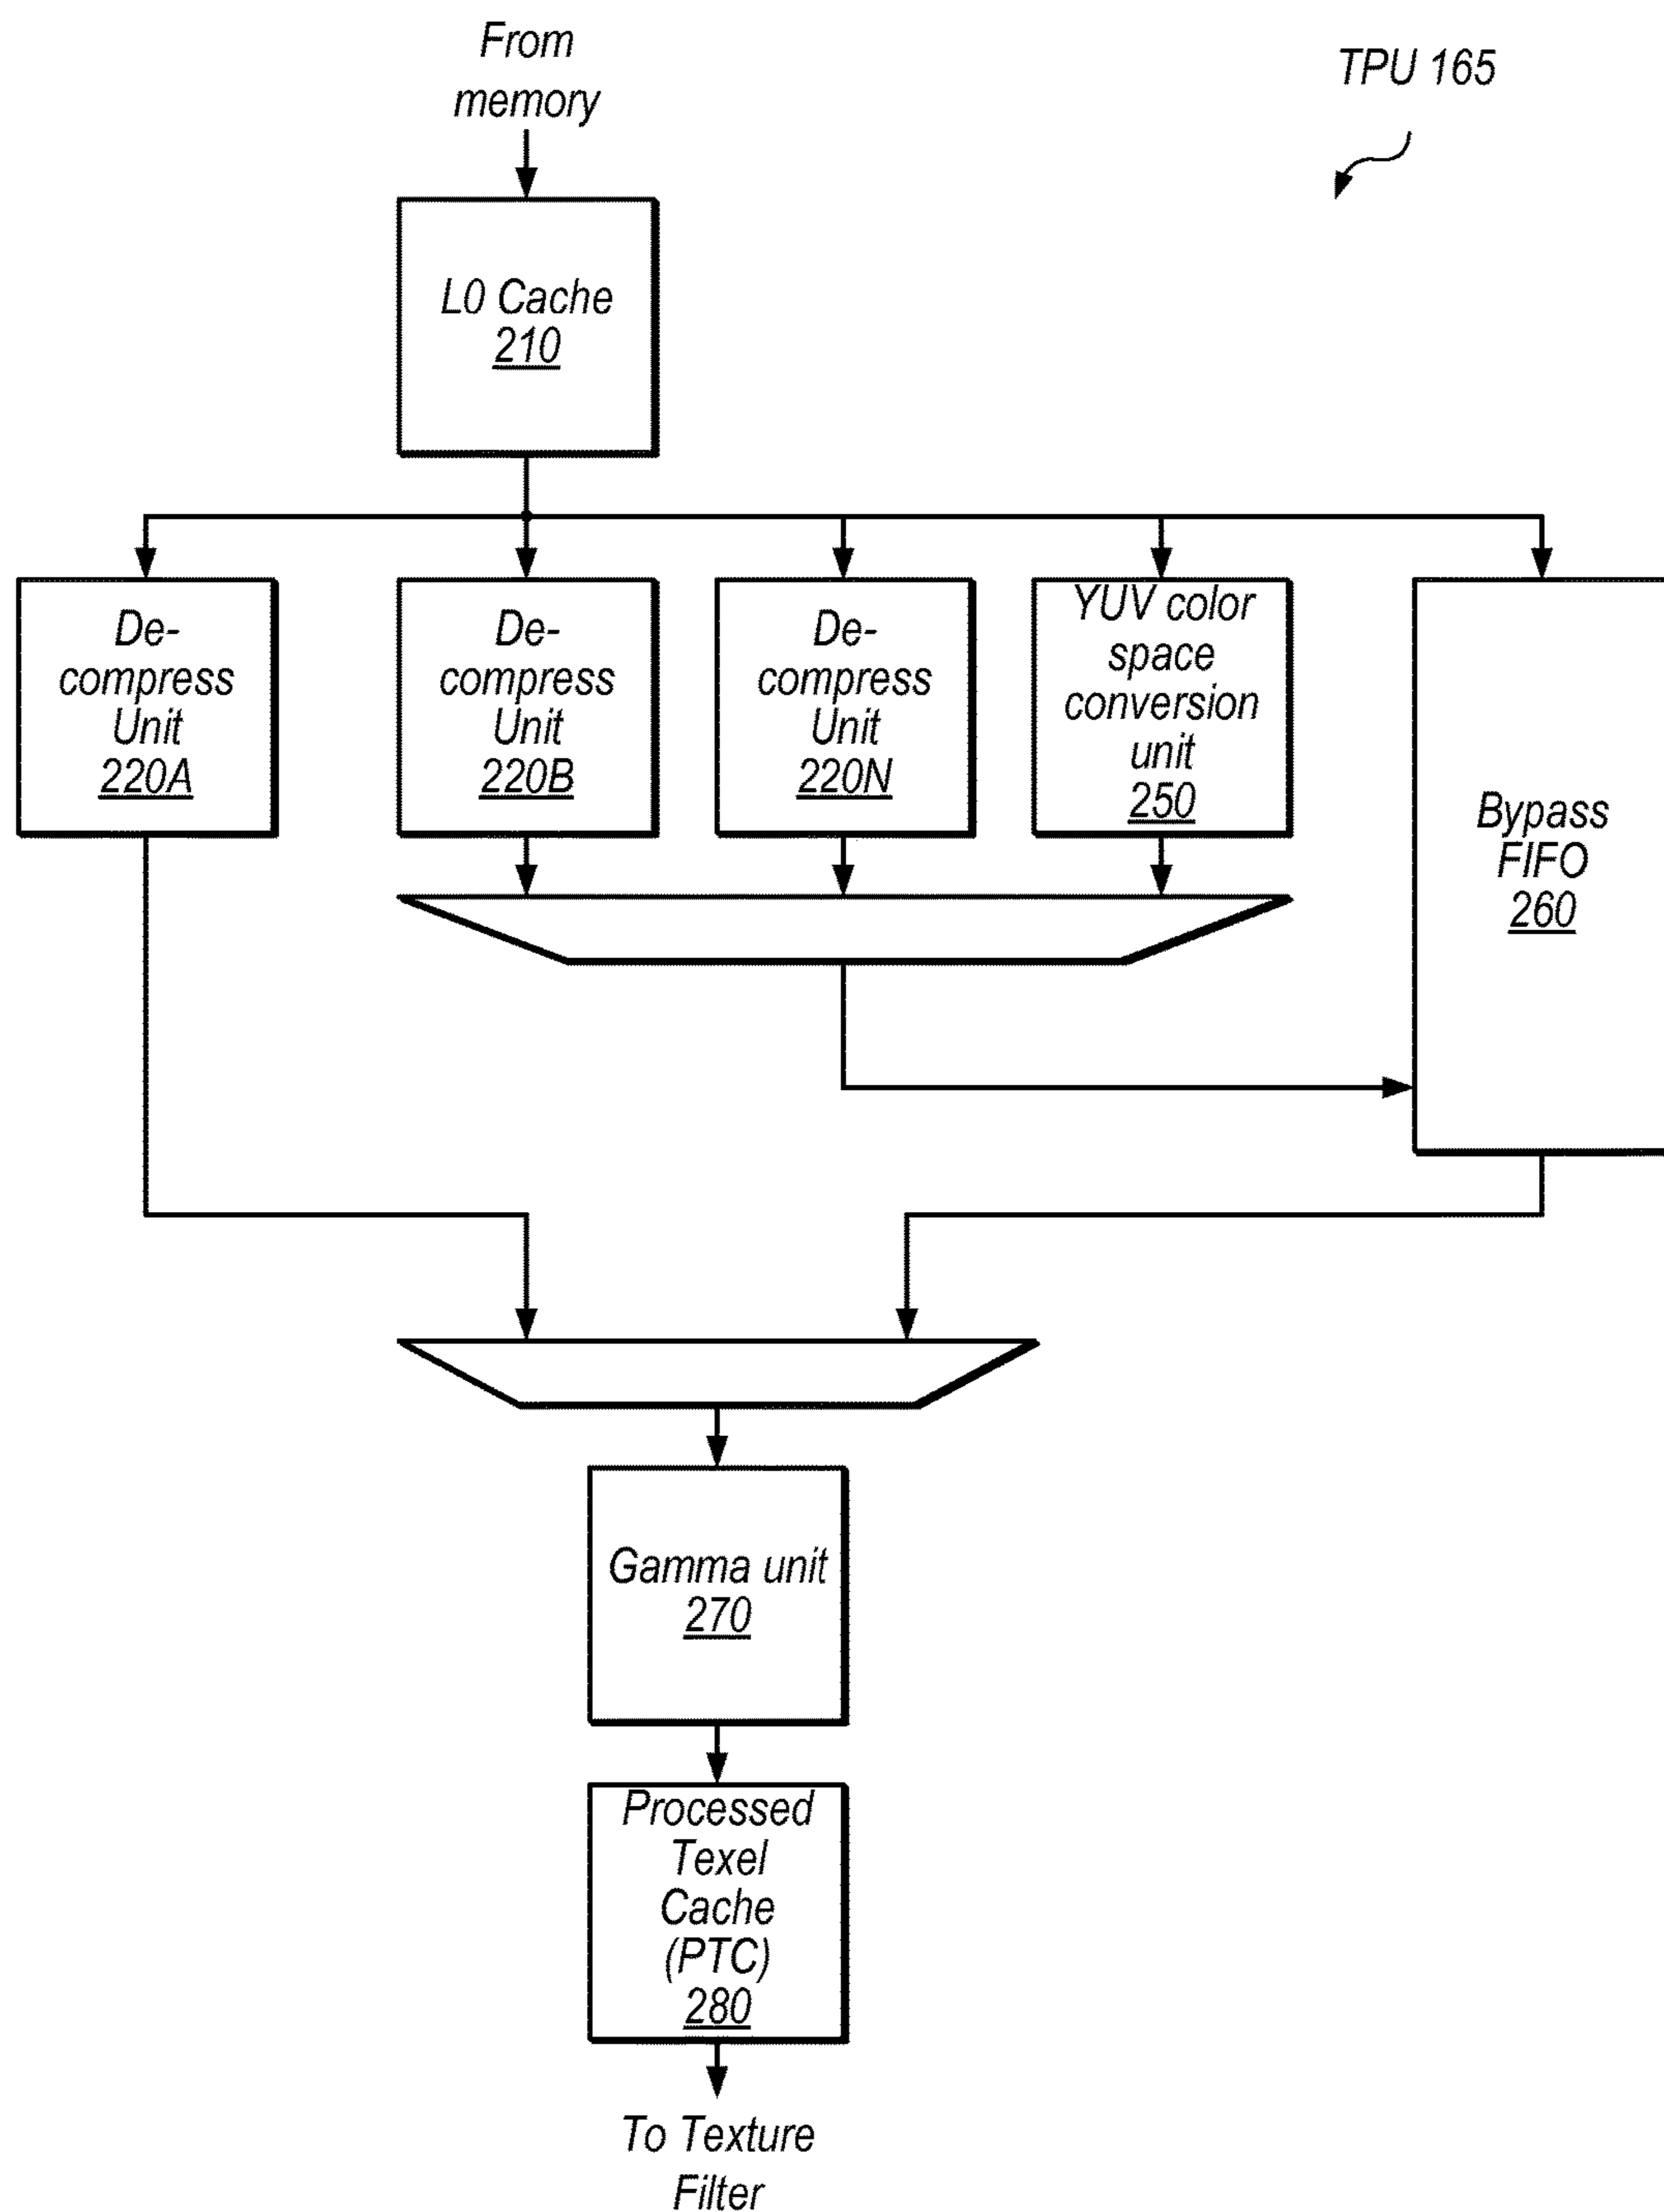 From
memory
TPU 165
L0 Cache
210
De-
compress
Unit
220A
De-
compress
Unit
220B
De-
compress
Unit
220N
YUV color
space
conversion
unit
250
Bypass
FIFO
260
Gamma unit
270
Processed
Texel
Cache
(PTC)
280
To Texture
Filter